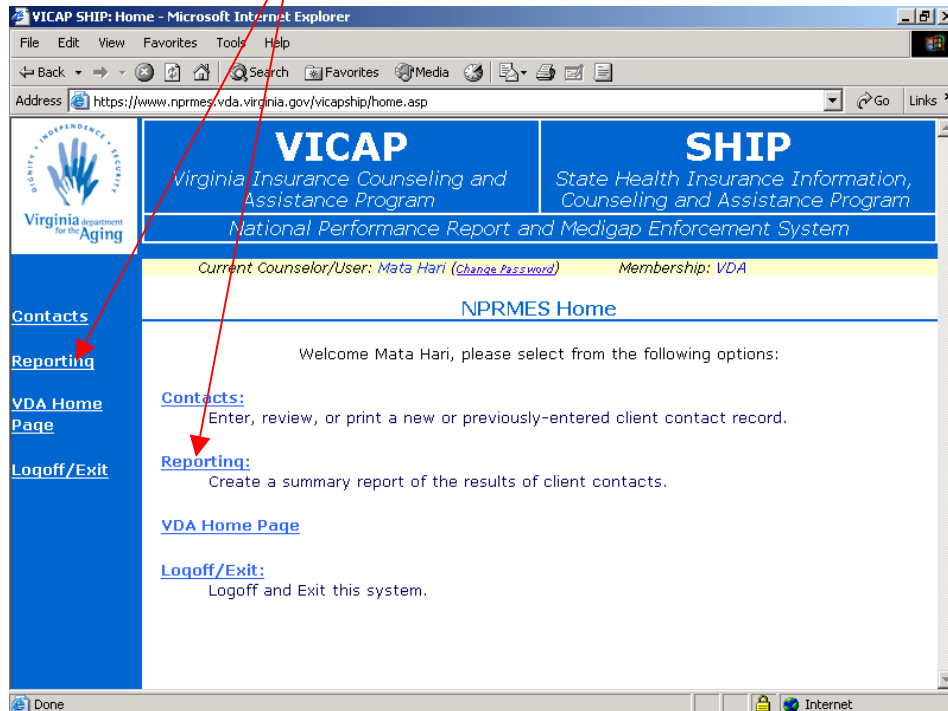 VICAP SHIP: Home - Microsoft Internet Explorer
File Edit View Favorites Tools Help
Back Search Favorites Media
Address https://www.nprmes.vda.virginia.gov/vicapship/home.asp Go Links
DIGNITY · INDEPENDENCE · SECURITY
Virginia department
for the Aging
VICAP
Virginia Insurance Counseling and
Assistance Program
SHIP
State Health Insurance Information,
Counseling and Assistance Program
National Performance Report and Medigap Enforcement System
Current Counselor/User: Mata Hari (Change Password) Membership: VDA
Contacts
Reporting
VDA Home
Page
Logoff/Exit
NPRMES Home
Welcome Mata Hari, please select from the following options:
Contacts:
Enter, review, or print a new or previously-entered client contact record.
Reporting:
Create a summary report of the results of client contacts.
VDA Home Page
Logoff/Exit:
Logoff and Exit this system.
Done Internet